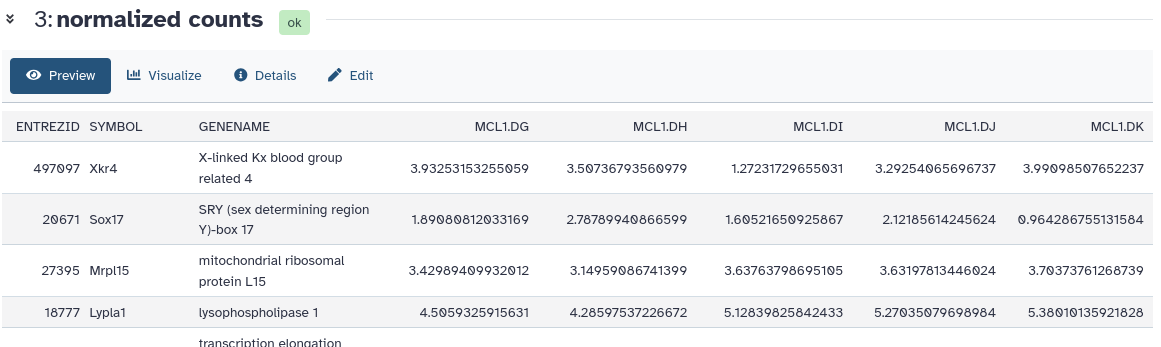 3: normalized counts ok
Preview Visualize Details Edit
ENTREZID SYMBOL GENENAME MCL1.DG MCL1.DH MCL1.DI MCL1.DJ MCL1.DK
X-linked Kx blood group
497097 Xkr4 3.93253153255059 3.50736793560979 1.27231729655031 3.29254065696737 3.99098507652237
related 4
SRY (sex determining region
20671 Sox17 1.89080812033169 2.78789940866599 1.60521650925867 2.12185614245624 0.964286755131584
Y)-box 17
mitochondrial ribosomal
27395 Mrpl15 3.42989409932012 3.14959086741399 3.63763798695105 3.63197813446024 3.70373761268739
protein L15
18777 Lypla1 lysophospholipase 1 4.5059325915631 4.28597537226672 5.12839825842433 5.27035079698984 5.38010135921828
transcription elongation